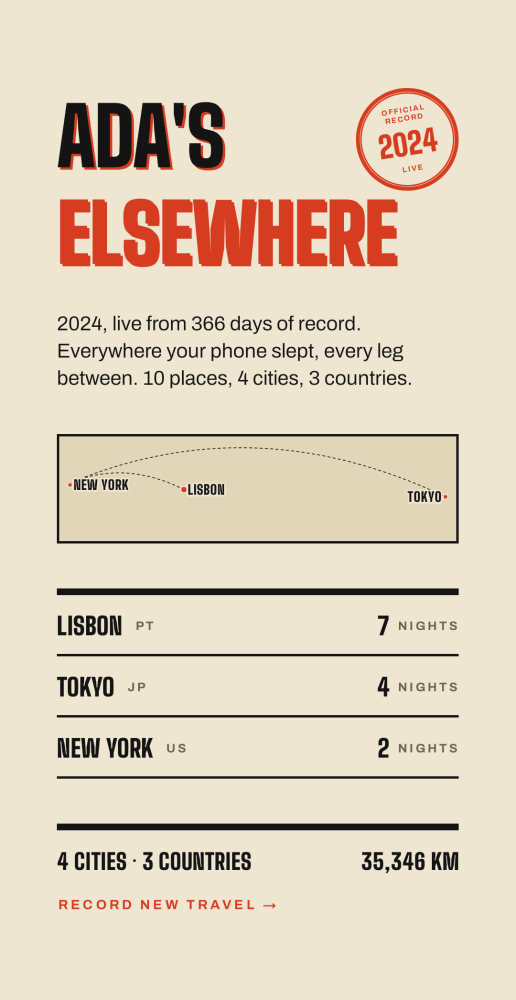 ADA'S
ELSEWHERE
OFFICIAL
RECORD
2024
LIVE
2024, live from 366 days of record.
Everywhere your phone slept, every leg
between. 10 places, 4 cities, 3 countries.
NEW YORK
LISBON
TOKYO
LISBON PT 7 NIGHTS
TOKYO JP 4 NIGHTS
NEW YORK US 2 NIGHTS
4 CITIES · 3 COUNTRIES 35,346 KM
RECORD NEW TRAVEL →